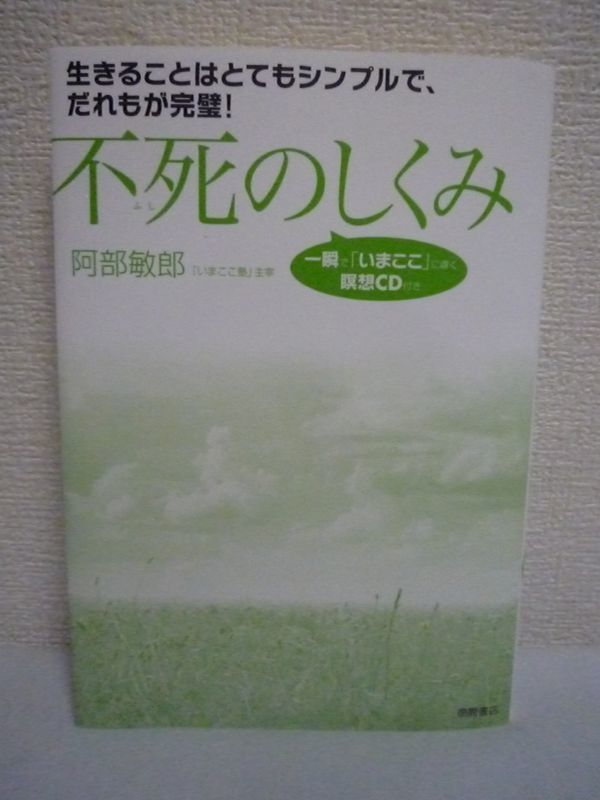 生きることはとてもシンプルで、
だれもが完璧!
不死のしくみ
ふし
阿部敏郎 「いまここ塾」主宰
一瞬で「いまここ」に導く
瞑想CD付き
徳間書店